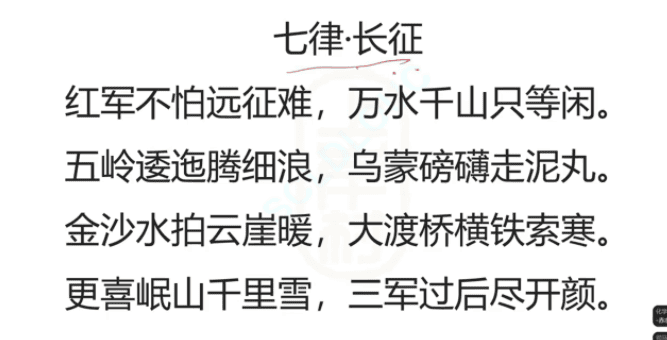 七律·长征
红军不怕远征难，万水千山只等闲。
五岭逶迤腾细浪，乌蒙磅礴走泥丸。
金沙水拍云崖暖，大渡桥横铁索寒。
更喜岷山千里雪，三军过后尽开颜。